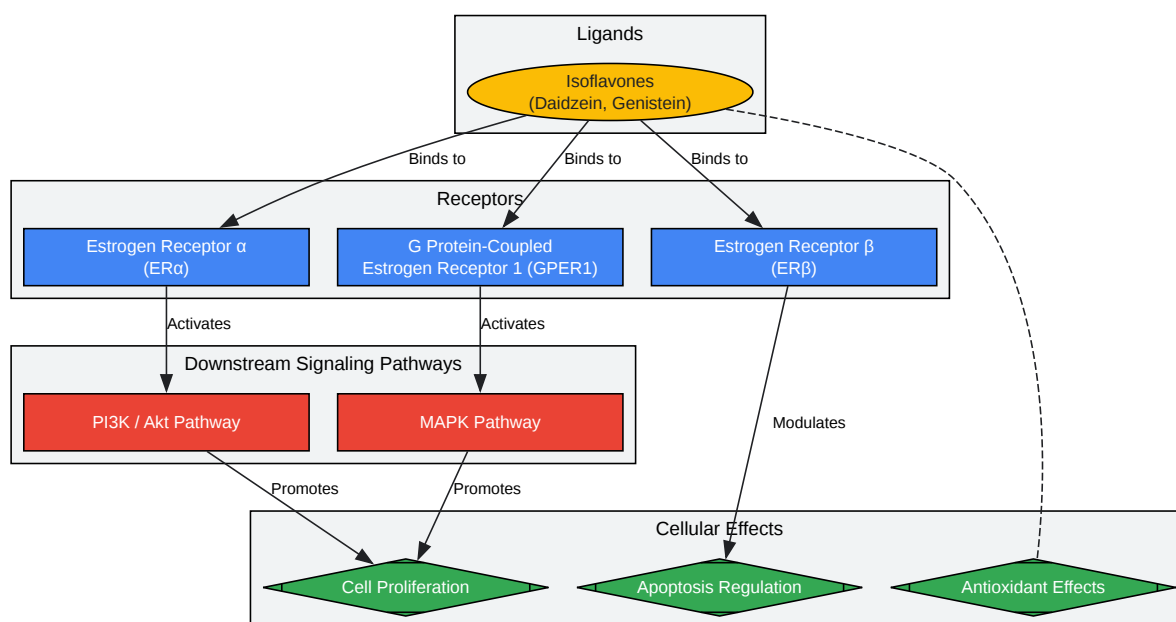 Ligands
Isoflavones
(Daidzein, Genistein)
Binds to
Binds to
Binds to
Receptors
Estrogen Receptor α
(ERα)
G Protein-Coupled
Estrogen Receptor 1 (GPER1)
Estrogen Receptor β
(ERβ)
Activates
Activates
Downstream Signaling Pathways
PI3K / Akt Pathway
MAPK Pathway
Modulates
Promotes
Promotes
Cellular Effects
Cell Proliferation
Apoptosis Regulation
Antioxidant Effects